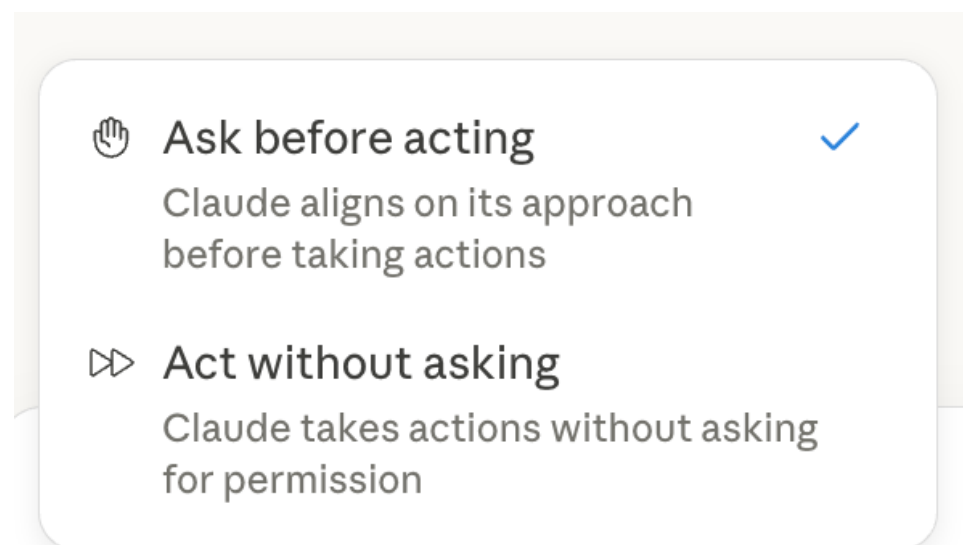 Ask before acting
Claude aligns on its approach
before taking actions
Act without asking
Claude takes actions without asking
for permission